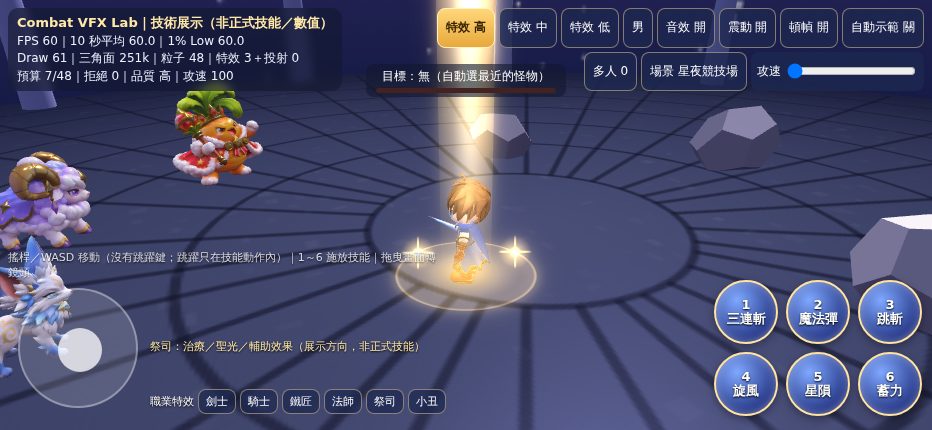 Combat VFX Lab｜技術展示（非正式技能／數值）
FPS 60｜10 秒平均 60.0｜1% Low 60.0
Draw 61｜三角面 251k｜粒子 48｜特效 3＋投射 0
預算 7/48｜拒絕 0｜品質 高｜攻速 100
特效 高
特效 中
特效 低
男
音效 開
震動 開
頓幀 開
自動示範 關
目標：無（自動選最近的怪物）
多人 0
場景 星夜競技場
攻速
搖桿／WASD 移動（沒有跳躍鍵；跳躍只在技能動作內）｜1～6 施放技能｜拖曳畫面轉
鏡頭
1
三連斬
2
魔法彈
3
跳斬
祭司：治療／聖光／輔助效果（展示方向，非正式技能）
4
旋風
5
星隕
6
蓄力
職業特效
劍士
騎士
鐵匠
法師
祭司
小丑